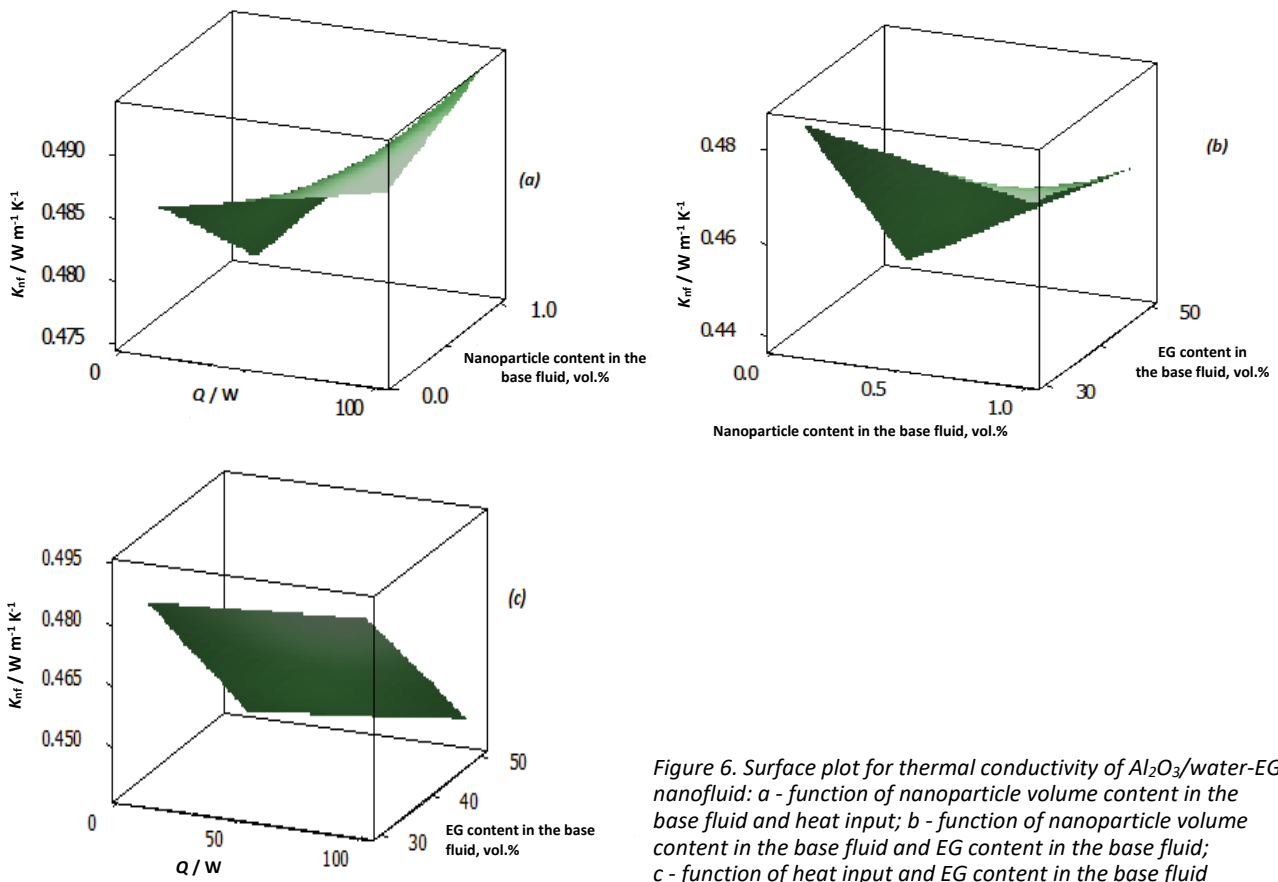 0.490
0.485
0.480
0.475
K_nf / W m⁻¹ K⁻¹
0
Q / W
100
0.0
1.0
Nanoparticle content in the
base fluid, vol.%
(a)
0.48
0.46
0.44
K_nf / W m⁻¹ K⁻¹
0.0
0.5
1.0
Nanoparticle content in the base fluid, vol.%
30
50
EG content in
the base fluid, vol.%
(b)
0.495
0.480
0.465
0.450
K_nf / W m⁻¹ K⁻¹
0
50
100
Q / W
30
40
50
EG content in the base
fluid, vol.%
(c)
Figure 6. Surface plot for thermal conductivity of Al₂O₃/water-EG
nanofluid: a - function of nanoparticle volume content in the
base fluid and heat input; b - function of nanoparticle volume
content in the base fluid and EG content in the base fluid;
c - function of heat input and EG content in the base fluid